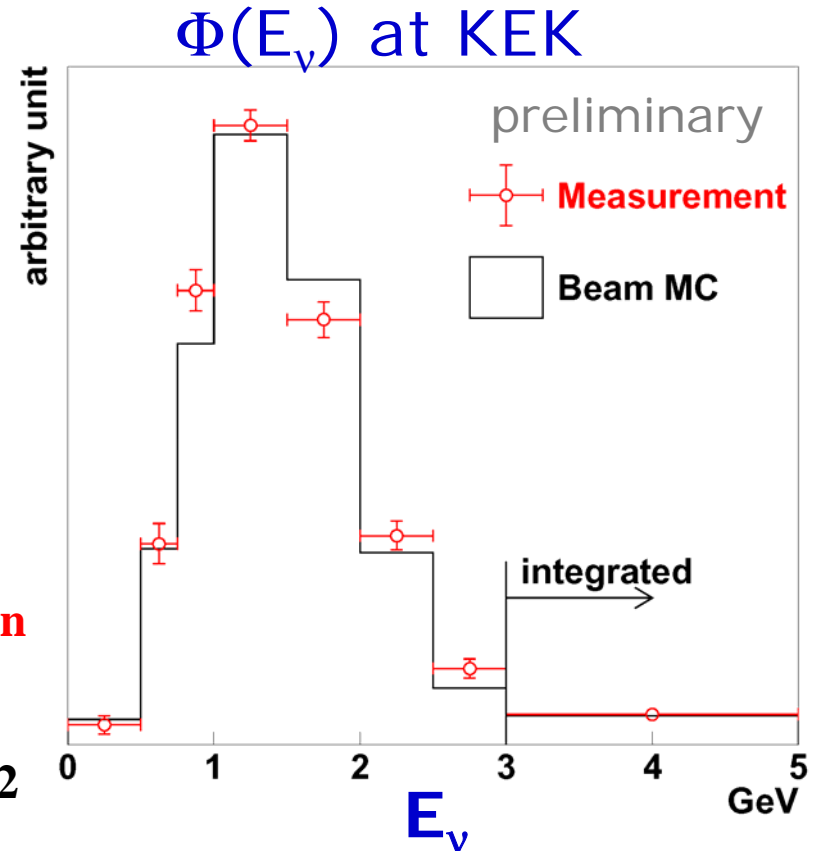 Φ(Eν) at KEK
arbitrary unit
preliminary
Measurement
Beam MC
integrated
n
2
0 1 2 3 4 5
GeV
Eν